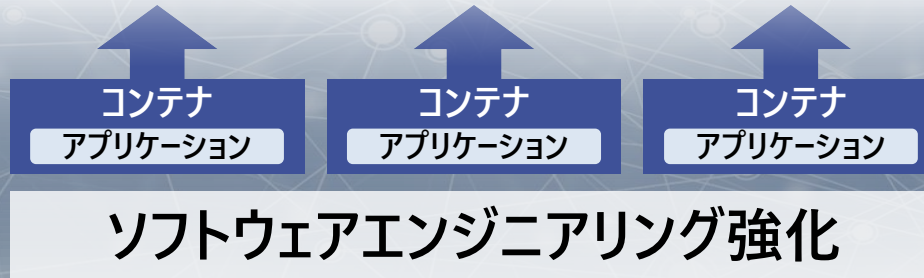 コンテナ コンテナ コンテナ
アプリケーション アプリケーション アプリケーション
ソフトウェアエンジニアリング強化